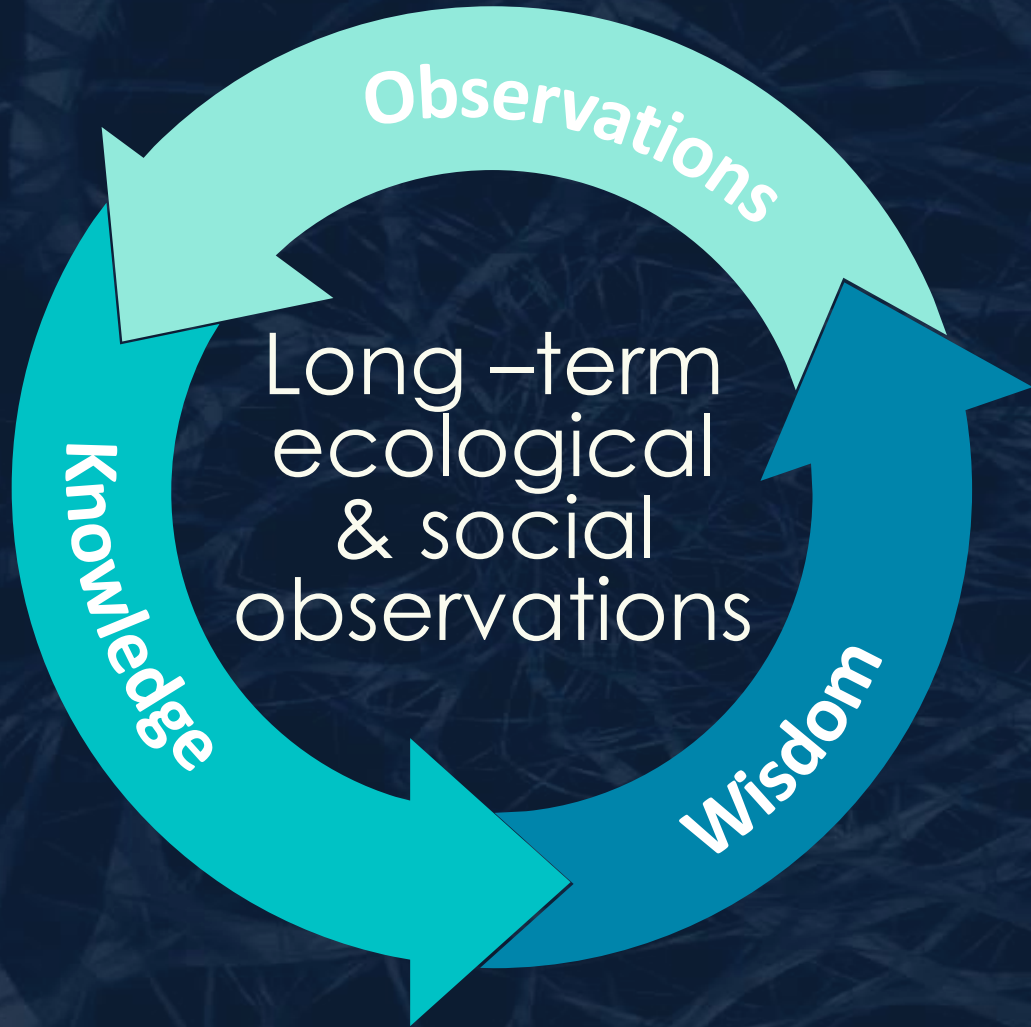 Observations
Long –term
ecological
& social
observations
Knowledge
Wisdom